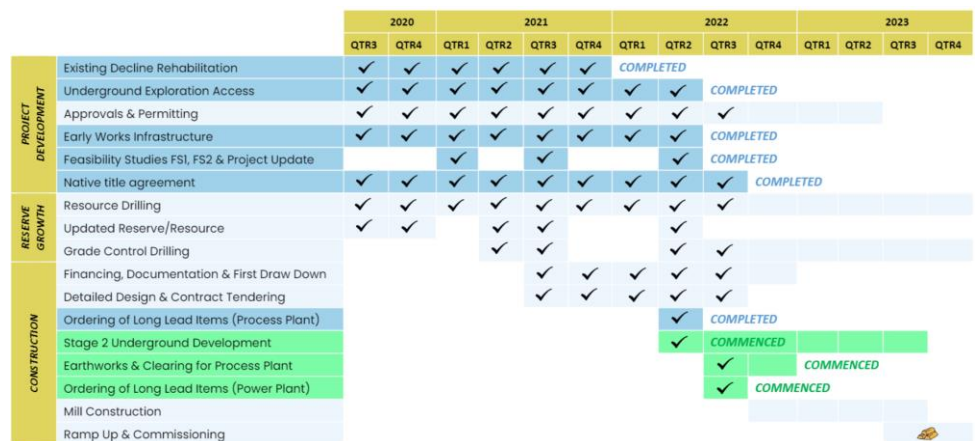 2020 2021 2022 2023
QTR3 QTR4 QTR1 QTR2 QTR3 QTR4 QTR1 QTR2 QTR3 QTR4 QTR1 QTR2 QTR3 QTR4
PROJECT
DEVELOPMENT
Existing Decline Rehabilitation COMPLETED
Underground Exploration Access COMPLETED
Approvals & Permitting
Early Works Infrastructure COMPLETED
Feasibility Studies FS1, FS2 & Project Update COMPLETED
Native title agreement COMPLETED
RESERVE
GROWTH
Resource Drilling
Updated Reserve/Resource
Grade Control Drilling
CONSTRUCTION
Financing, Documentation & First Draw Down
Detailed Design & Contract Tendering
Ordering of Long Lead Items (Process Plant) COMPLETED
Stage 2 Underground Development COMMENCED
Earthworks & Clearing for Process Plant COMMENCED
Ordering of Long Lead Items (Power Plant) COMMENCED
Mill Construction
Ramp Up & Commissioning